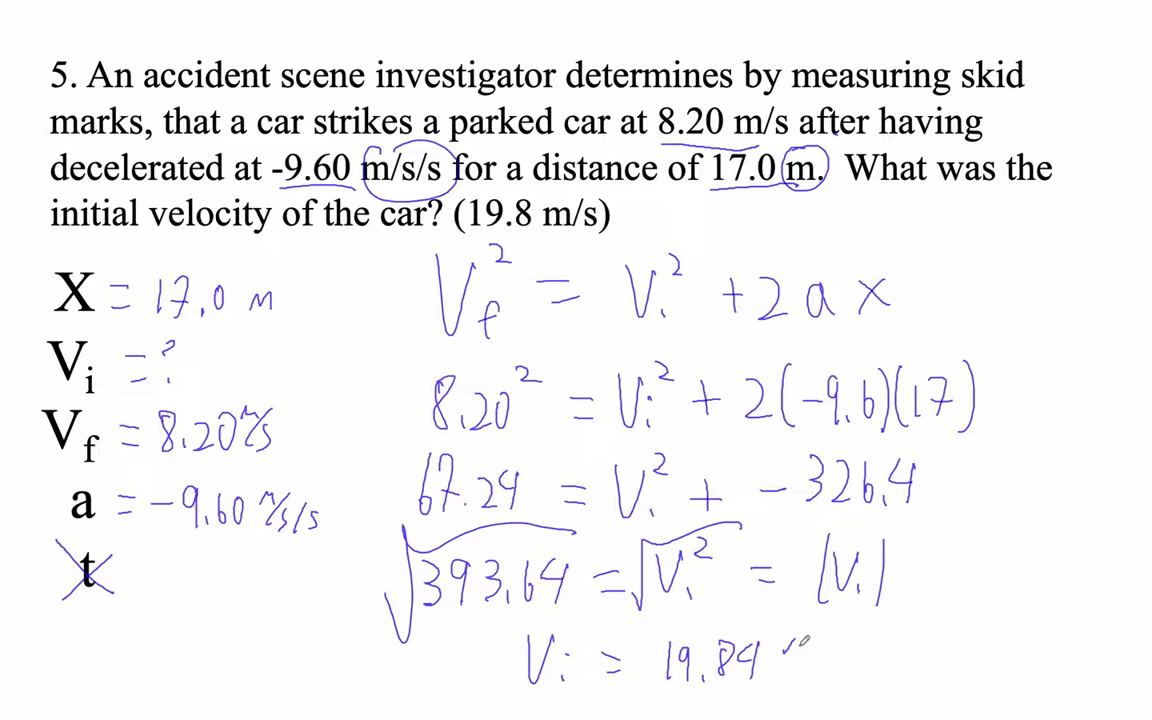 5. An accident scene investigator determines by measuring skid
marks, that a car strikes a parked car at 8.20 m/s after having
decelerated at -9.60 m/s/s for a distance of 17.0 m. What was the
initial velocity of the car? (19.8 m/s)
X = 17.0 m
Vi = ?
Vf = 8.20 m/s
a = -9.60 m/s/s
t
Vf² = Vi² + 2ax
8.20² = Vi² + 2(-9.6)(17)
67.24 = Vi² + -326.4
√393.64 = √Vi² = |Vi|
Vi = 19.84